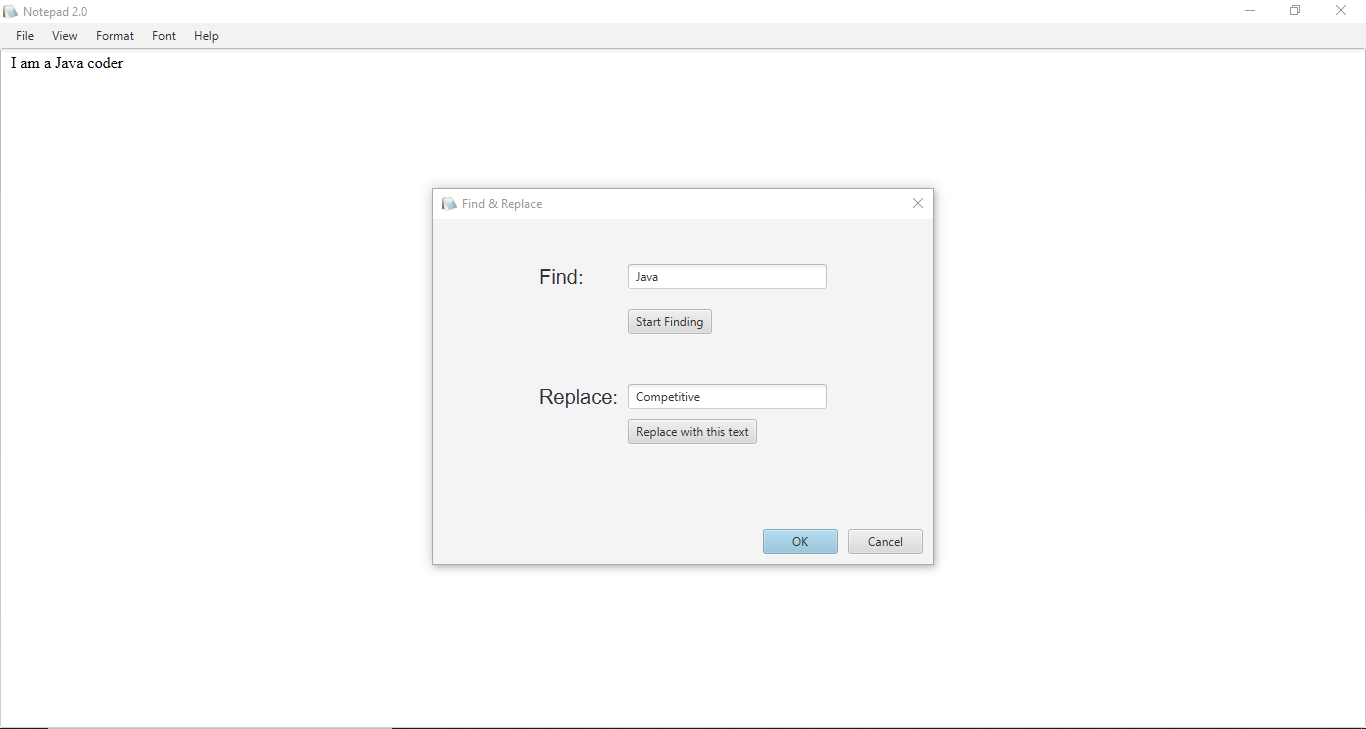 Notepad 2.0
File View Format Font Help
I am a Java coder
Find & Replace
Find: Java
Start Finding
Replace: Competitive
Replace with this text
OK Cancel